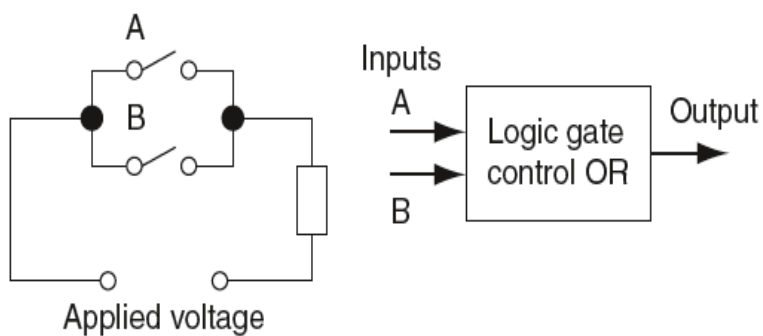 A
B
Applied voltage
Inputs
A
B
Logic gate
control OR
Output